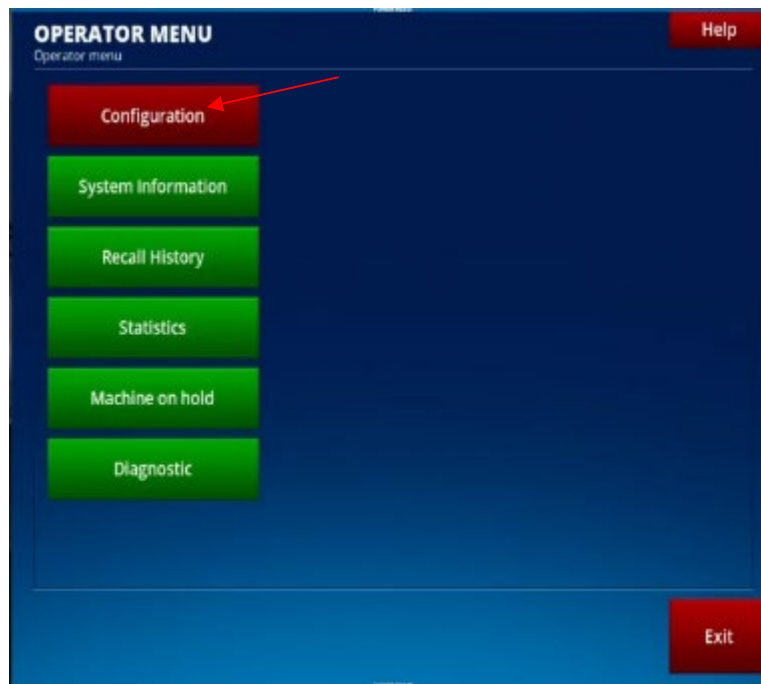 OPERATOR MENU
Help
Operator menu
Configuration
System Information
Recall History
Statistics
Machine on hold
Diagnostic
Exit